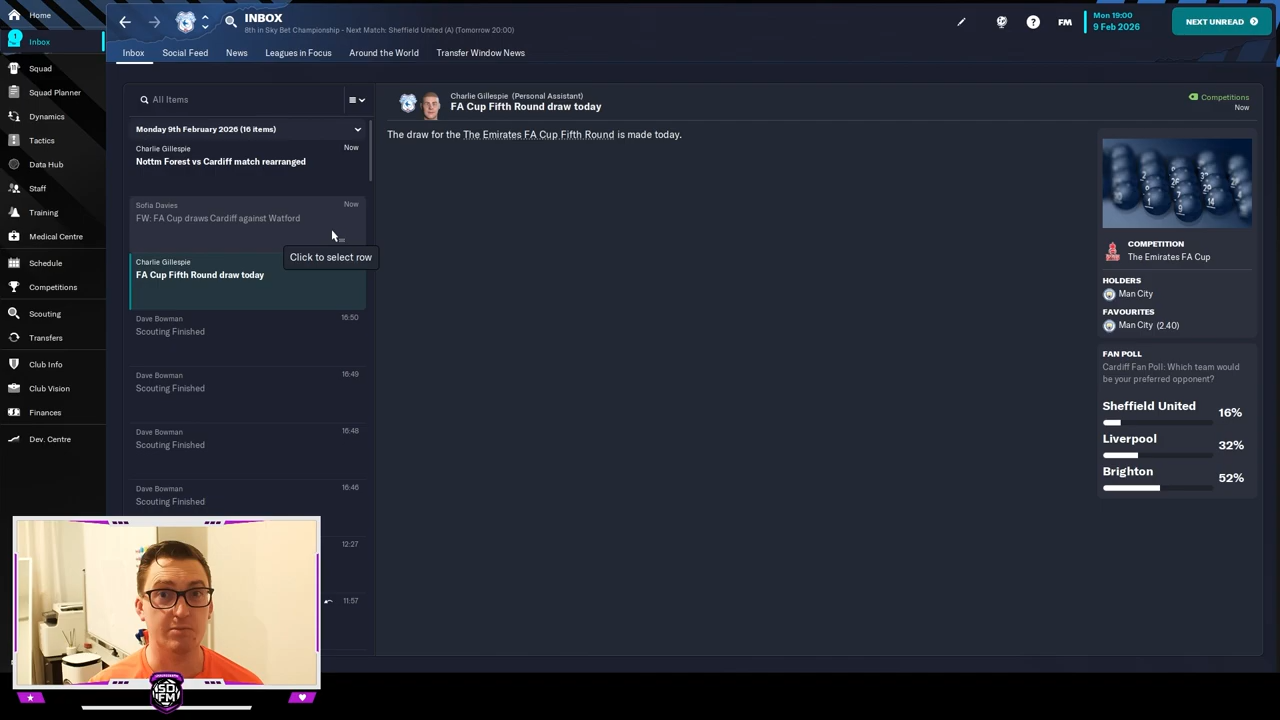 Home
Inbox
1
Squad
Squad Planner
Dynamics
Tactics
Data Hub
Staff
Training
Medical Centre
Schedule
Competitions
Scouting
Transfers
Club Info
Club Vision
Finances
Dev. Centre
INBOX
8th in Sky Bet Championship - Next Match: Sheffield United (A) (Tomorrow 20:00)
FM
Mon 19:00
9 Feb 2026
NEXT UNREAD
Inbox
Social Feed
News
Leagues in Focus
Around the World
Transfer Window News
All Items
Monday 9th February 2026 (16 items)
Charlie Gillespie
Now
Nottm Forest vs Cardiff match rearranged
Sofia Davies
Now
FW: FA Cup draws Cardiff against Watford
Click to select row
Charlie Gillespie
FA Cup Fifth Round draw today
Dave Bowman
16:50
Scouting Finished
Dave Bowman
16:49
Scouting Finished
Dave Bowman
16:48
Scouting Finished
Dave Bowman
16:46
Scouting Finished
12:27
11:57
Charlie Gillespie (Personal Assistant)
FA Cup Fifth Round draw today
Competitions
Now
The draw for the The Emirates FA Cup Fifth Round is made today.
COMPETITION
The Emirates FA Cup
HOLDERS
Man City
FAVOURITES
Man City (2.40)
FAN POLL
Cardiff Fan Poll: Which team would
be your preferred opponent?
Sheffield United
16%
Liverpool
32%
Brighton
52%
SD
FM